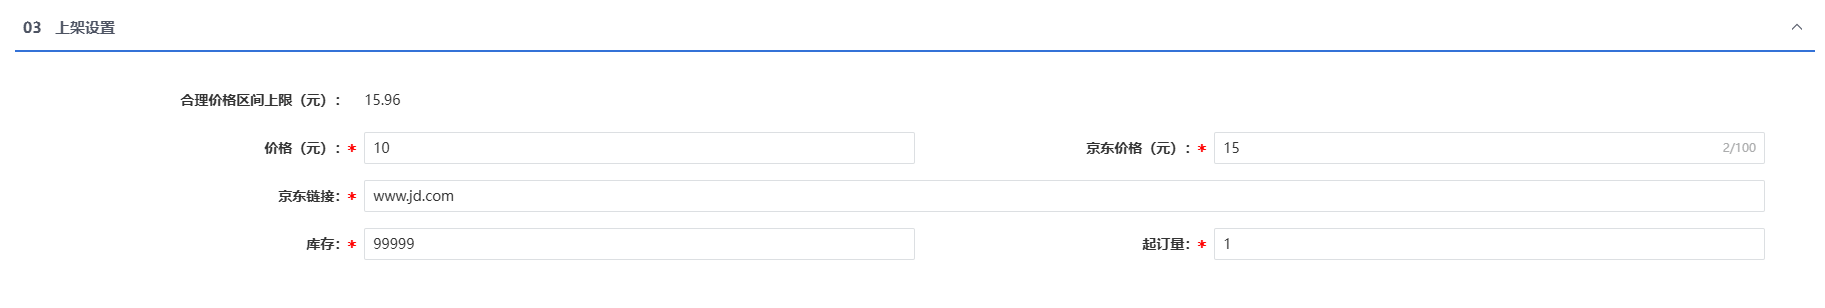 03 上架设置
合理价格区间上限（元）： 15.96
价格（元）：* 10 京东价格（元）：* 15 2/100
京东链接：* www.jd.com
库存：* 99999 起订量：* 1